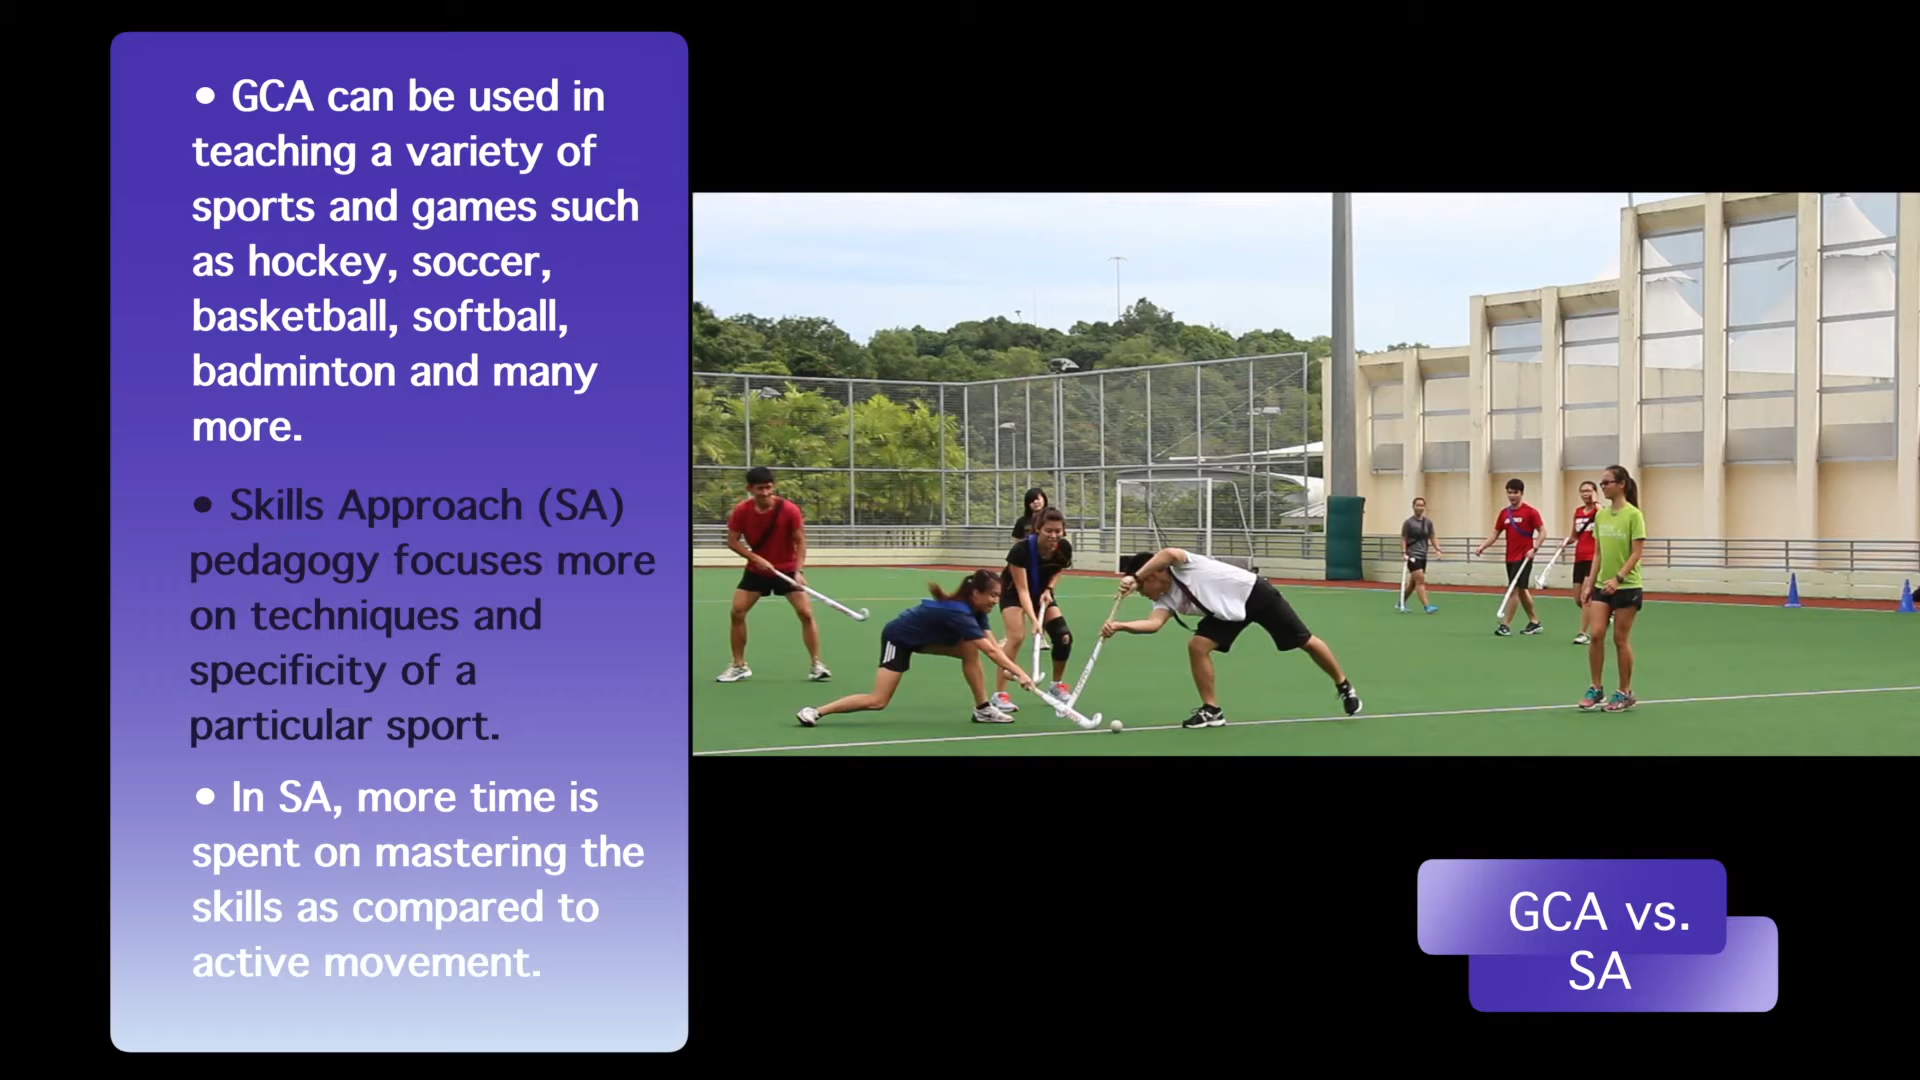 • GCA can be used in
teaching a variety of
sports and games such
as hockey, soccer,
basketball, softball,
badminton and many
more.
• Skills Approach (SA)
pedagogy focuses more
on techniques and
specificity of a
particular sport.
• In SA, more time is
spent on mastering the
skills as compared to
active movement.
GCA vs.
SA